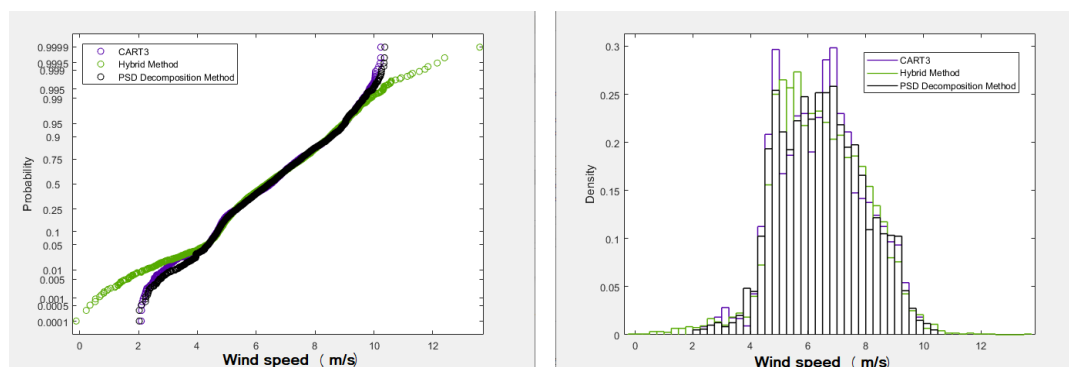 0.9999
0.9995
0.999
0.995
0.99
0.95
0.9
0.75
0.5
0.25
0.1
0.05
0.01
0.005
0.001
0.0005
0.0001
Probability
CART3
Hybrid Method
PSD Decomposition Method
0 2 4 6 8 10 12
Wind speed （m/s）
0.3
0.25
0.2
0.15
0.1
0.05
0
Density
CART3
Hybrid Method
PSD Decomposition Method
0 2 4 6 8 10 12
Wind speed （m/s）